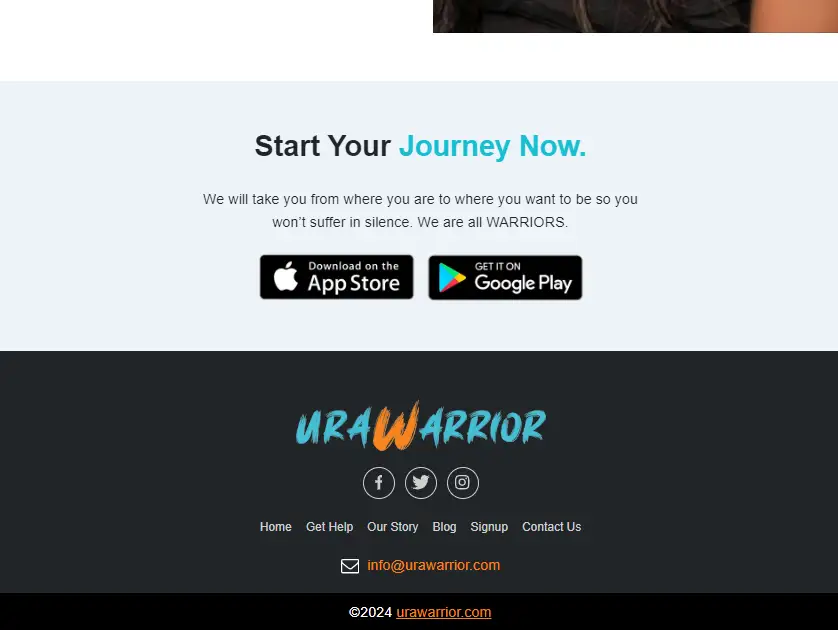 Start Your Journey Now.
We will take you from where you are to where you want to be so you
won’t suffer in silence. We are all WARRIORS.
Download on the
App Store
GET IT ON
Google Play
URAWARRIOR
Home Get Help Our Story Blog Signup Contact Us
info@urawarrior.com
©2024 urawarrior.com